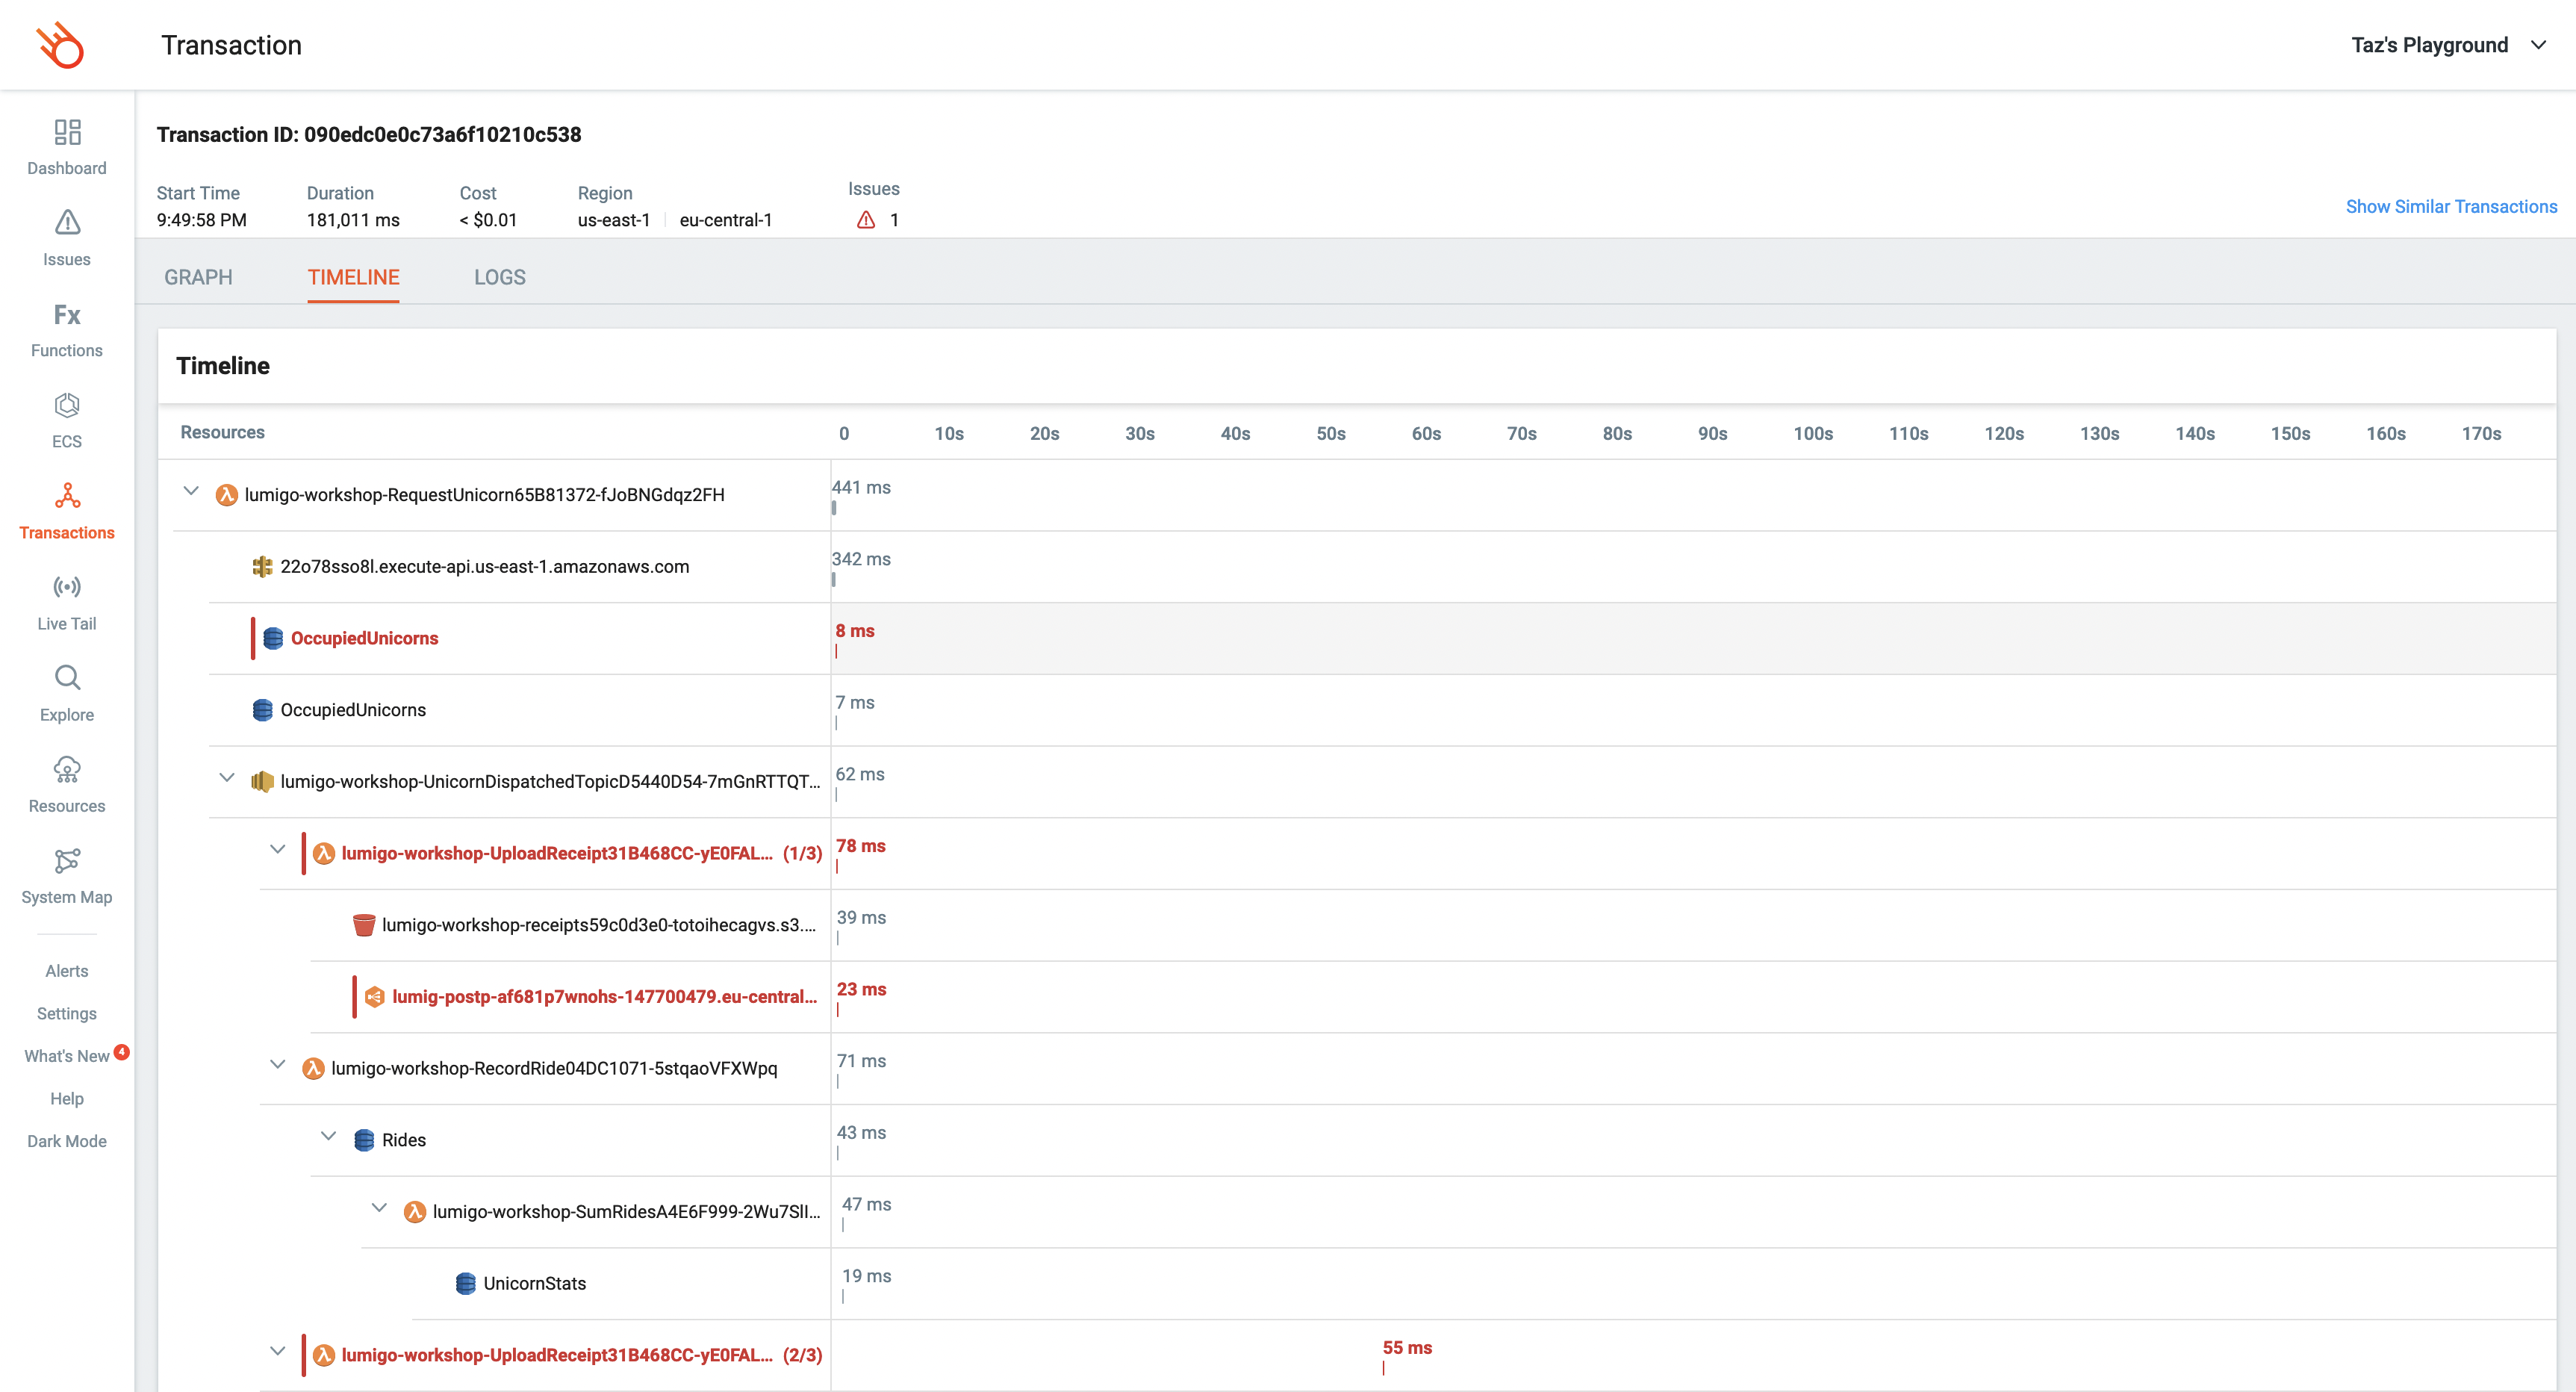 Transaction
Taz's Playground
Dashboard
Issues
Fx
Functions
ECS
Transactions
Live Tail
Explore
Resources
System Map
Alerts
Settings
What's New 4
Help
Dark Mode
Transaction ID: 090edc0e0c73a6f10210c538
Start Time Duration Cost Region Issues
9:49:58 PM 181,011 ms < $0.01 us-east-1 eu-central-1 1
Show Similar Transactions
GRAPH TIMELINE LOGS
Timeline
Resources 0 10s 20s 30s 40s 50s 60s 70s 80s 90s 100s 110s 120s 130s 140s 150s 160s 170s
lumigo-workshop-RequestUnicorn65B81372-fJoBNGdqz2FH 441 ms
22o78sso8l.execute-api.us-east-1.amazonaws.com 342 ms
OccupiedUnicorns 8 ms
OccupiedUnicorns 7 ms
lumigo-workshop-UnicornDispatchedTopicD5440D54-7mGnRTTQT... 62 ms
lumigo-workshop-UploadReceipt31B468CC-yE0FAL... (1/3) 78 ms
lumigo-workshop-receipts59c0d3e0-totoihecagvs.s3.... 39 ms
lumig-postp-af681p7wnohs-147700479.eu-central... 23 ms
lumigo-workshop-RecordRide04DC1071-5stqaoVFXWpq 71 ms
Rides 43 ms
lumigo-workshop-SumRidesA4E6F999-2Wu7SlI... 47 ms
UnicornStats 19 ms
lumigo-workshop-UploadReceipt31B468CC-yE0FAL... (2/3) 55 ms